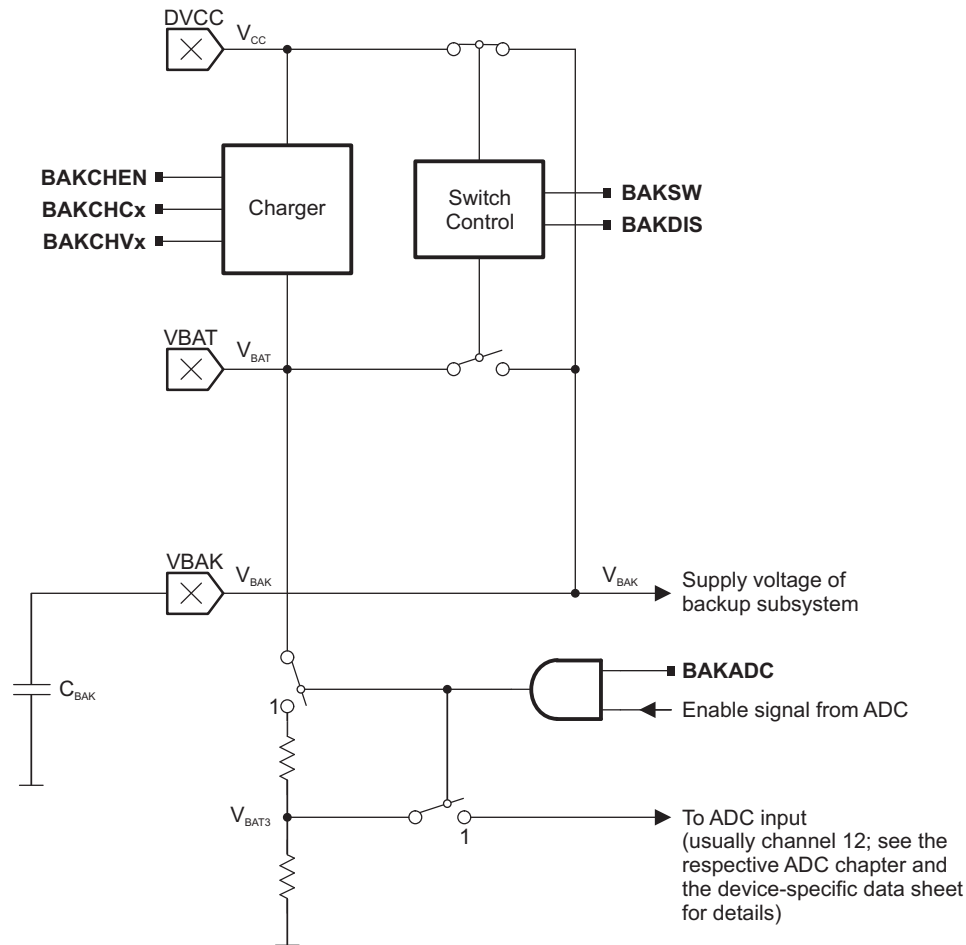 DVCC
VCC
BAKCHEN
BAKCHCx
BAKCHVx
Charger
Switch
Control
BAKSW
BAKDIS
VBAT
VBAT
VBAK
VBAK
VBAK
Supply voltage of
backup subsystem
CBAK
BAKADC
Enable signal from ADC
1
VBAT3
1
To ADC input
(usually channel 12; see the
respective ADC chapter and
the device-specific data sheet
for details)